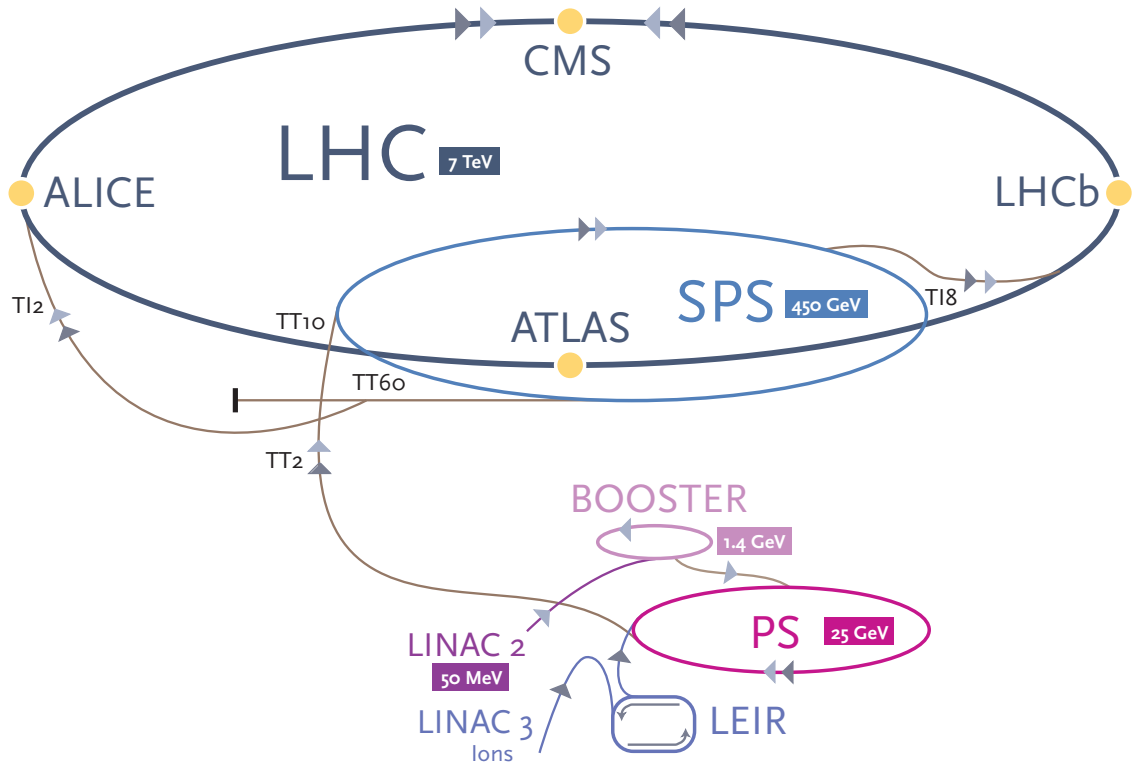 CMS
LHC 7 TeV
ALICE
LHCb
SPS 450 GeV
TI2
TI8
TT10
ATLAS
TT60
TT2
BOOSTER
1.4 GeV
PS 25 GeV
LINAC 2
50 MeV
LINAC 3
Ions
LEIR